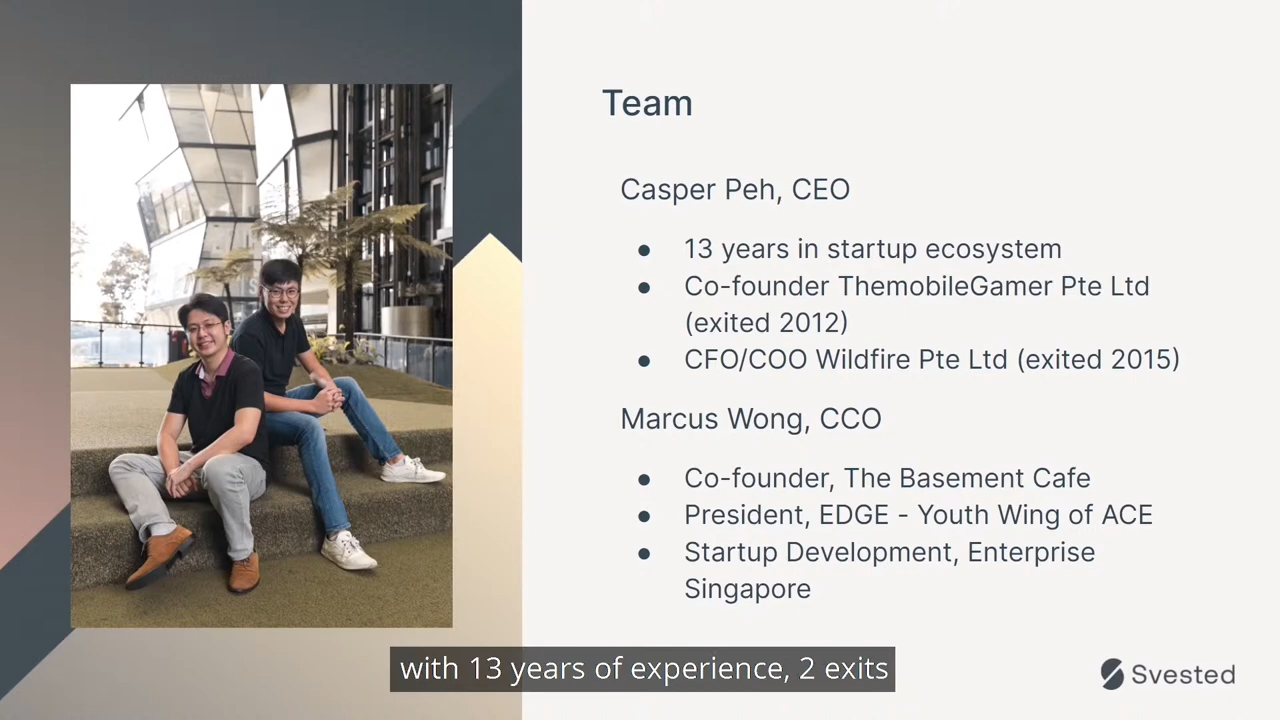 Team
Casper Peh, CEO
● 13 years in startup ecosystem
● Co-founder ThemobileGamer Pte Ltd
(exited 2012)
● CFO/COO Wildfire Pte Ltd (exited 2015)
Marcus Wong, CCO
● Co-founder, The Basement Cafe
● President, EDGE - Youth Wing of ACE
● Startup Development, Enterprise
Singapore
with 13 years of experience, 2 exits
Svested